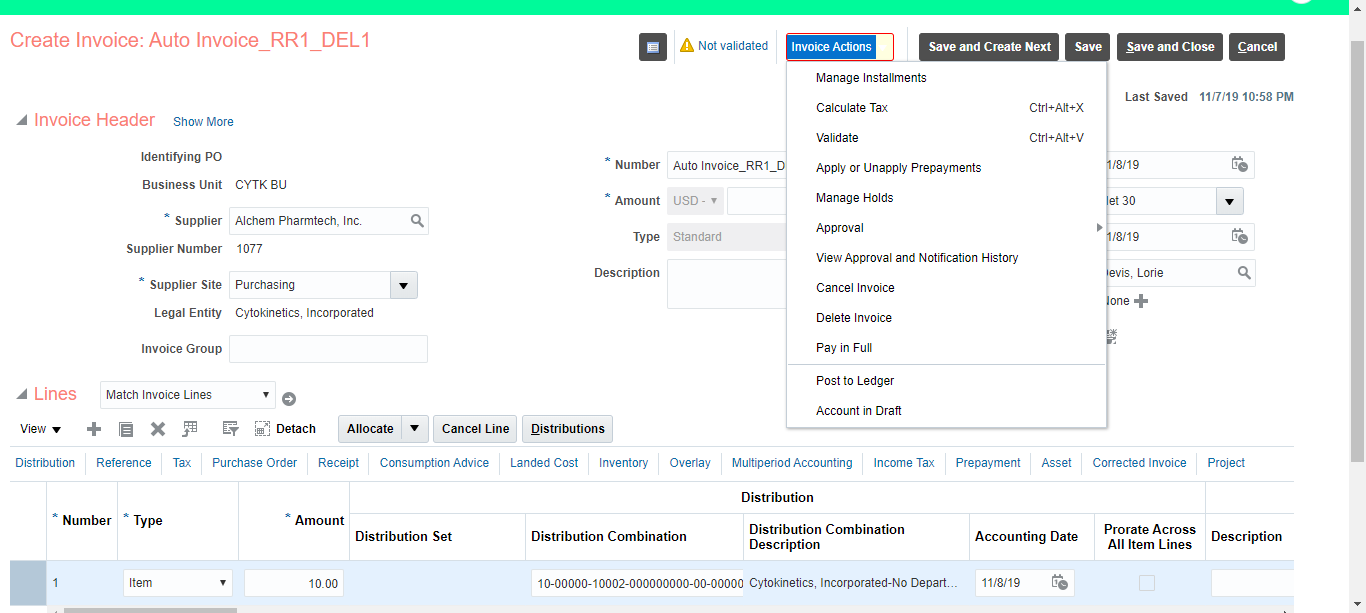 Create Invoice: Auto Invoice_RR1_DEL1
Not validated
Invoice Actions
Save and Create Next
Save
Save and Close
Cancel
Manage Installments
Calculate Tax Ctrl+Alt+X
Validate Ctrl+Alt+V
Apply or Unapply Prepayments
Manage Holds
Approval
View Approval and Notification History
Cancel Invoice
Delete Invoice
Pay in Full
Post to Ledger
Account in Draft
Last Saved 11/7/19 10:58 PM
Invoice Header Show More
Identifying PO
Business Unit CYTK BU
* Supplier Alchem Pharmtech, Inc.
Supplier Number 1077
* Supplier Site Purchasing
Legal Entity Cytokinetics, Incorporated
Invoice Group
* Number Auto Invoice_RR1_D
* Amount USD -
Type Standard
Description
1/8/19
et 30
1/8/19
evis, Lorie
one
Lines Match Invoice Lines
View
Detach
Allocate
Cancel Line
Distributions
Distribution Reference Tax Purchase Order Receipt Consumption Advice Landed Cost Inventory Overlay Multiperiod Accounting Income Tax Prepayment Asset Corrected Invoice Project
Distribution
* Number * Type * Amount
Distribution Set
Distribution Combination
Distribution Combination
Description
Accounting Date
Prorate Across
All Item Lines
Description
1 Item 10.00 10-00000-10002-000000000-00-00000 Cytokinetics, Incorporated-No Depart... 11/8/19